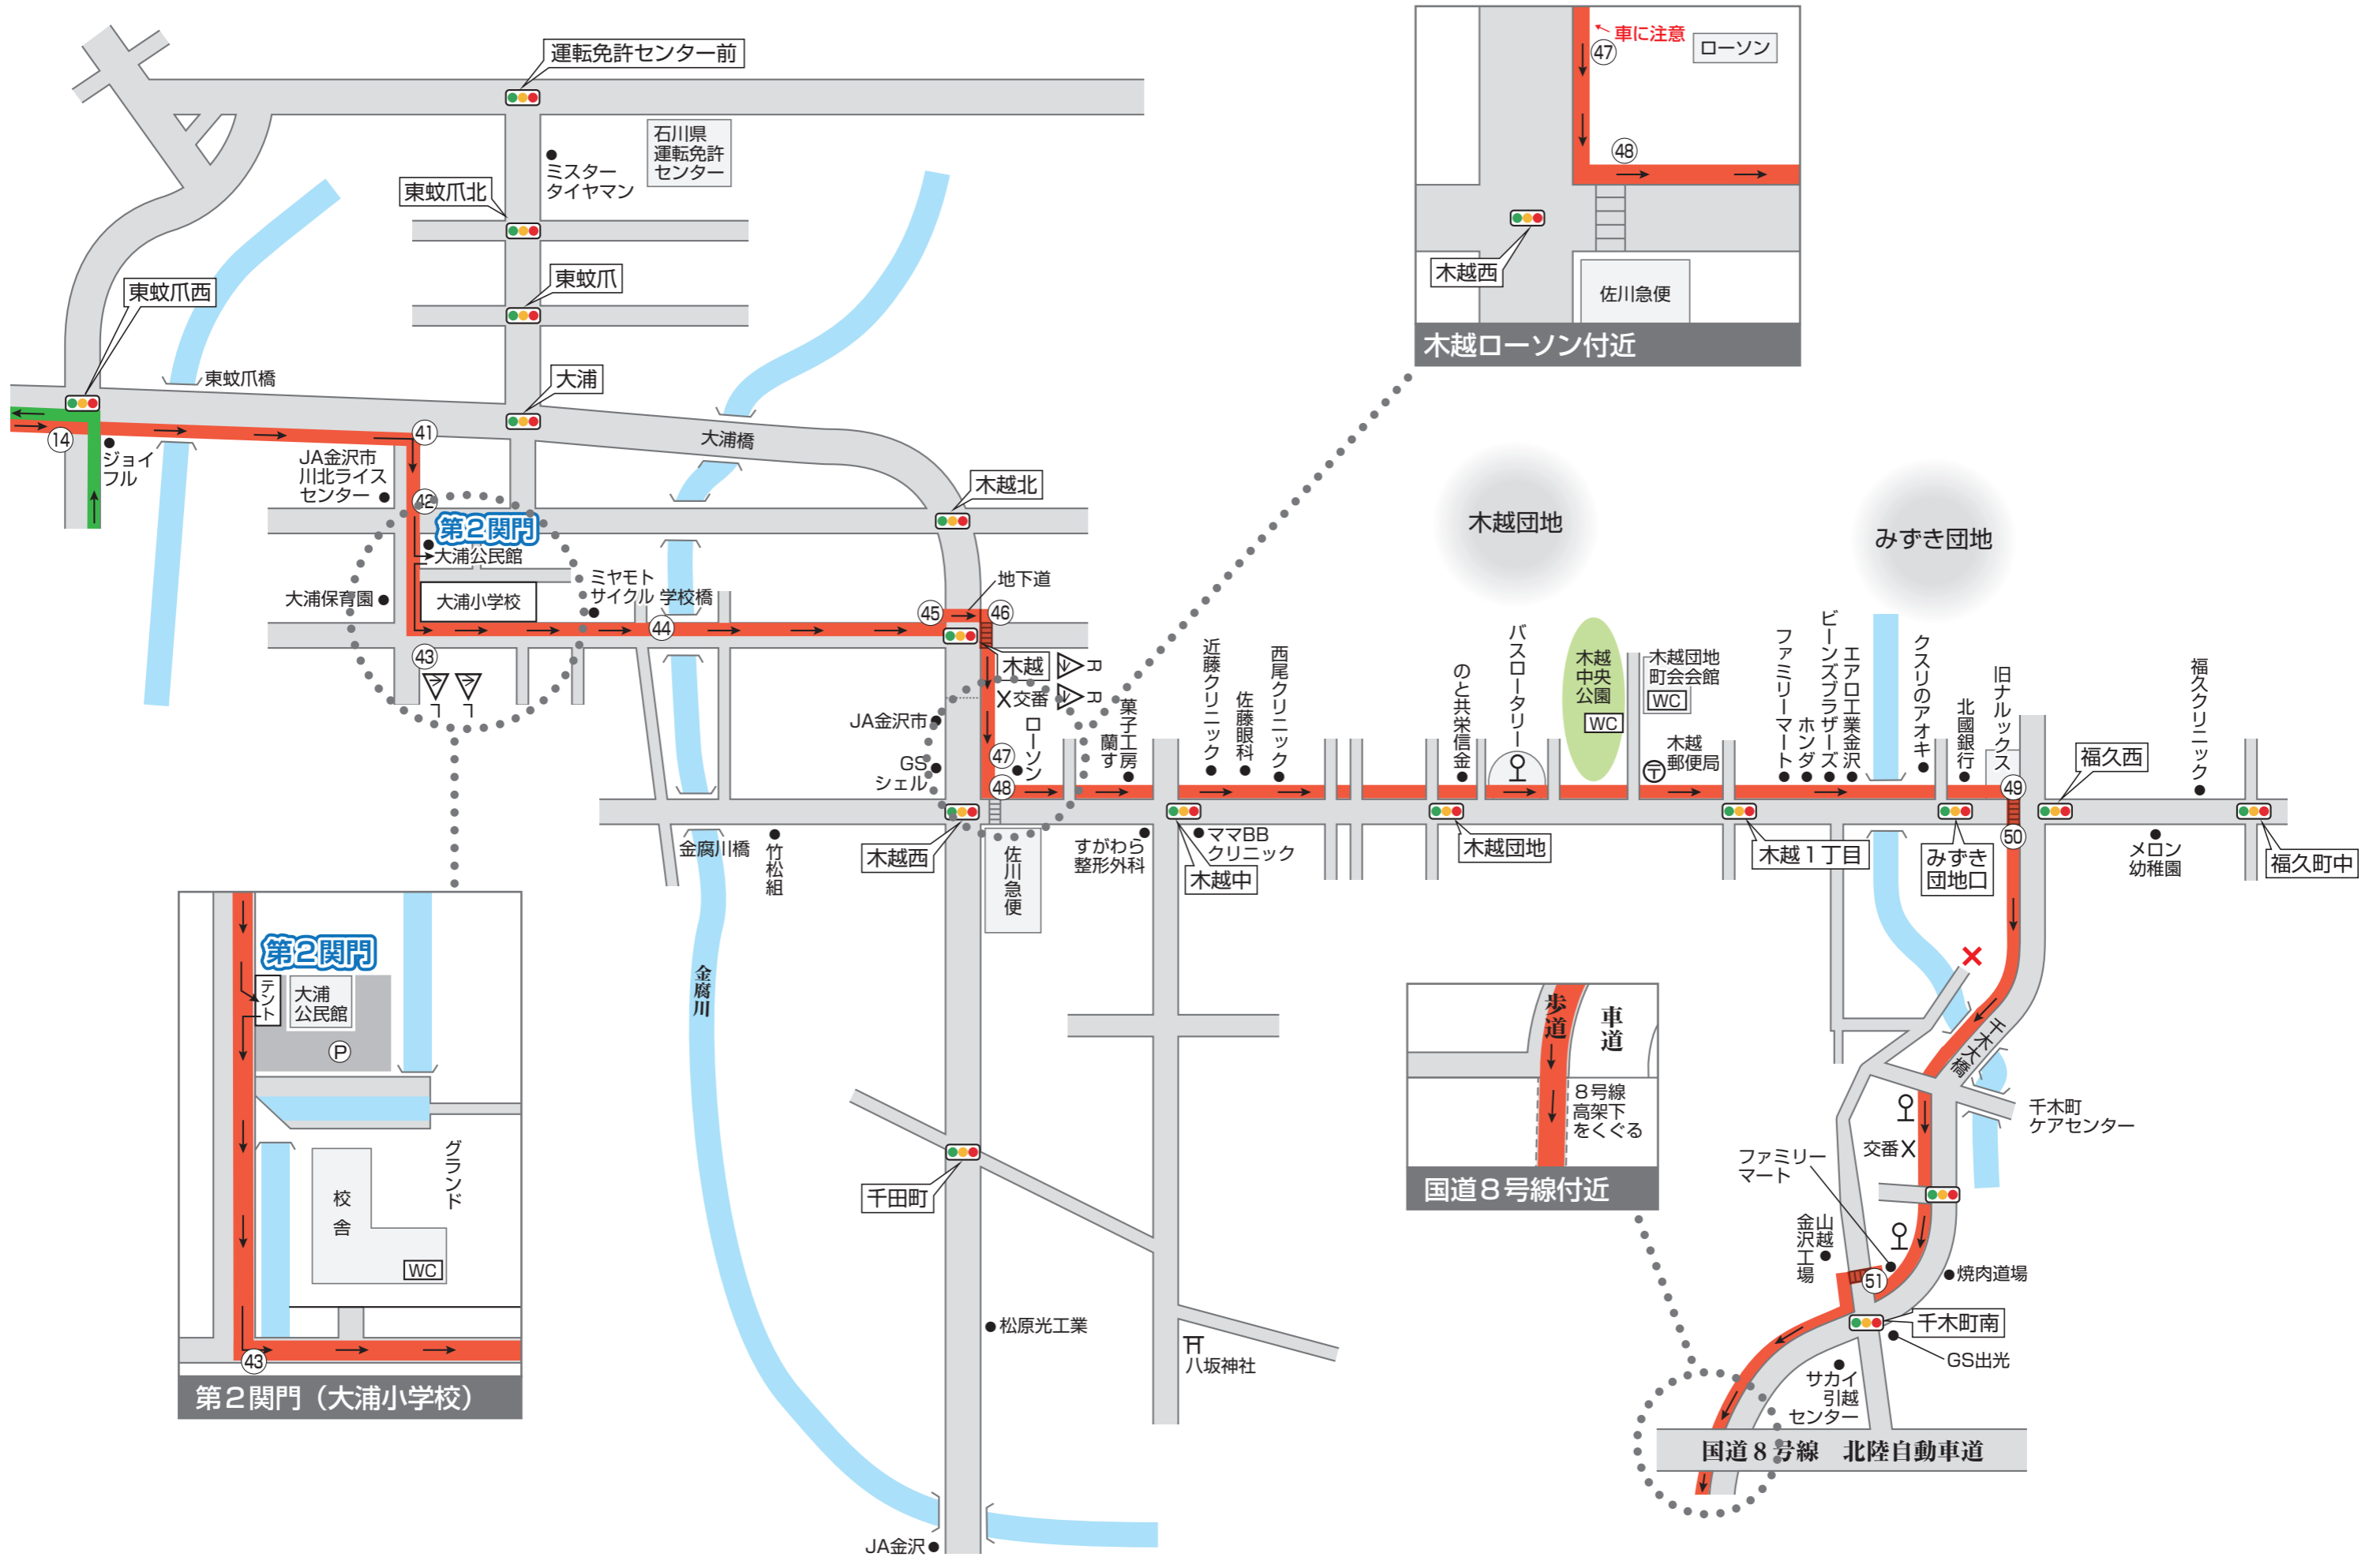 運転免許センター前
石川県
運転免許
センター
ミスター
タイヤマン
東蚊爪北
東蚊爪
東蚊爪西
東蚊爪橋
大浦
大浦橋
14
ジョイ
フル
41
JA金沢市
川北ライス
センター
42
第2関門
大浦公民館
大浦保育園
大浦小学校
ミヤモト
サイクル
学校橋
43
44
木越北
地下道
45
46
木越
R
R
交番
JA金沢市
ローソン
47
GS
シェル
48
菓子工房
蘭す
木越西
金腐川橋
竹松組
佐川急便
すがわら
整形外科
ママBB
クリニック
木越中
近藤クリニック
佐藤眼科
西尾クリニック
のと共栄信金
バスロータリー
木越団地
木越
中央
公園
WC
木越団地
町会会館
WC
木越
郵便局
木越団地
みずき団地
ファミリーマート
ホンダ
ビーンズブラザーズ
エアロ工業金沢
クスリのアオキ
北國銀行
旧ナルックス
49
50
福久西
福久クリニック
木越1丁目
みずき
団地口
メロン
幼稚園
福久町中
千木大橋
千木町
ケアセンター
交番
ファミリー
マート
山越
金沢工場
51
焼肉道場
千木町南
GS出光
サカイ
引越
センター
国道8号線 北陸自動車道
金腐川
千田町
松原光工業
八坂神社
JA金沢
車に注意
47
ローソン
48
木越西
佐川急便
木越ローソン付近
歩道
車道
8号線
高架下
をくぐる
国道8号線付近
第2関門
テント
大浦
公民館
P
グランド
校舎
WC
43
第2関門（大浦小学校）